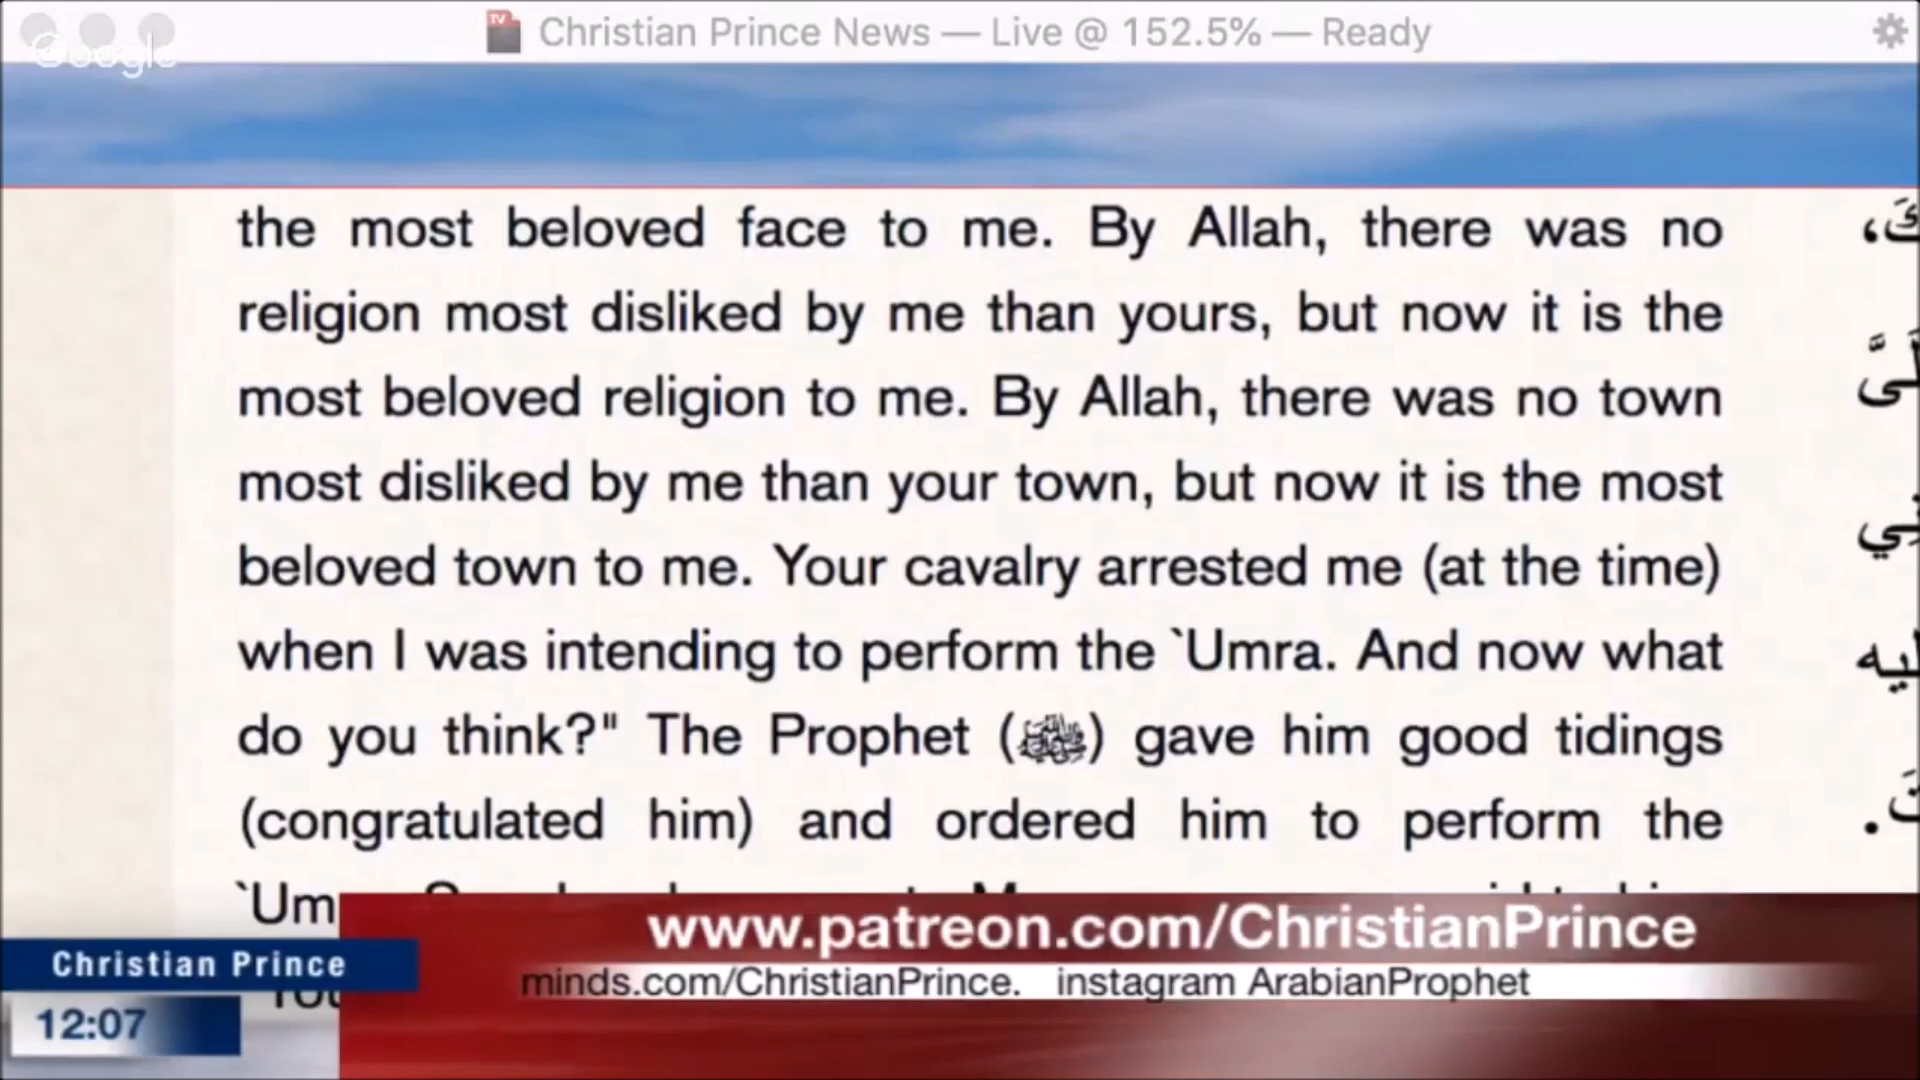 Christian Prince News — Live @ 152.5% — Ready
Google
the most beloved face to me. By Allah, there was no
religion most disliked by me than yours, but now it is the
most beloved religion to me. By Allah, there was no town
most disliked by me than your town, but now it is the most
beloved town to me. Your cavalry arrested me (at the time)
when I was intending to perform the `Umra. And now what
do you think?" The Prophet (ﷺ) gave him good tidings
(congratulated him) and ordered him to perform the
www.patreon.com/ChristianPrince
Christian Prince
minds.com/ChristianPrince. instagram ArabianProphet
12:07